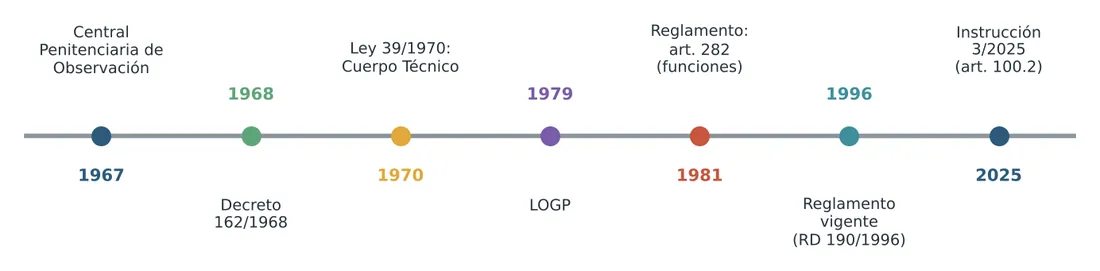 Central
Penitenciaria de
Observación
1967
1968
Decreto
162/1968
Ley 39/1970:
Cuerpo Técnico
1970
1979
LOGP
Reglamento:
art. 282
(funciones)
1981
1996
Reglamento
vigente
(RD 190/1996)
Instrucción
3/2025
(art. 100.2)
2025